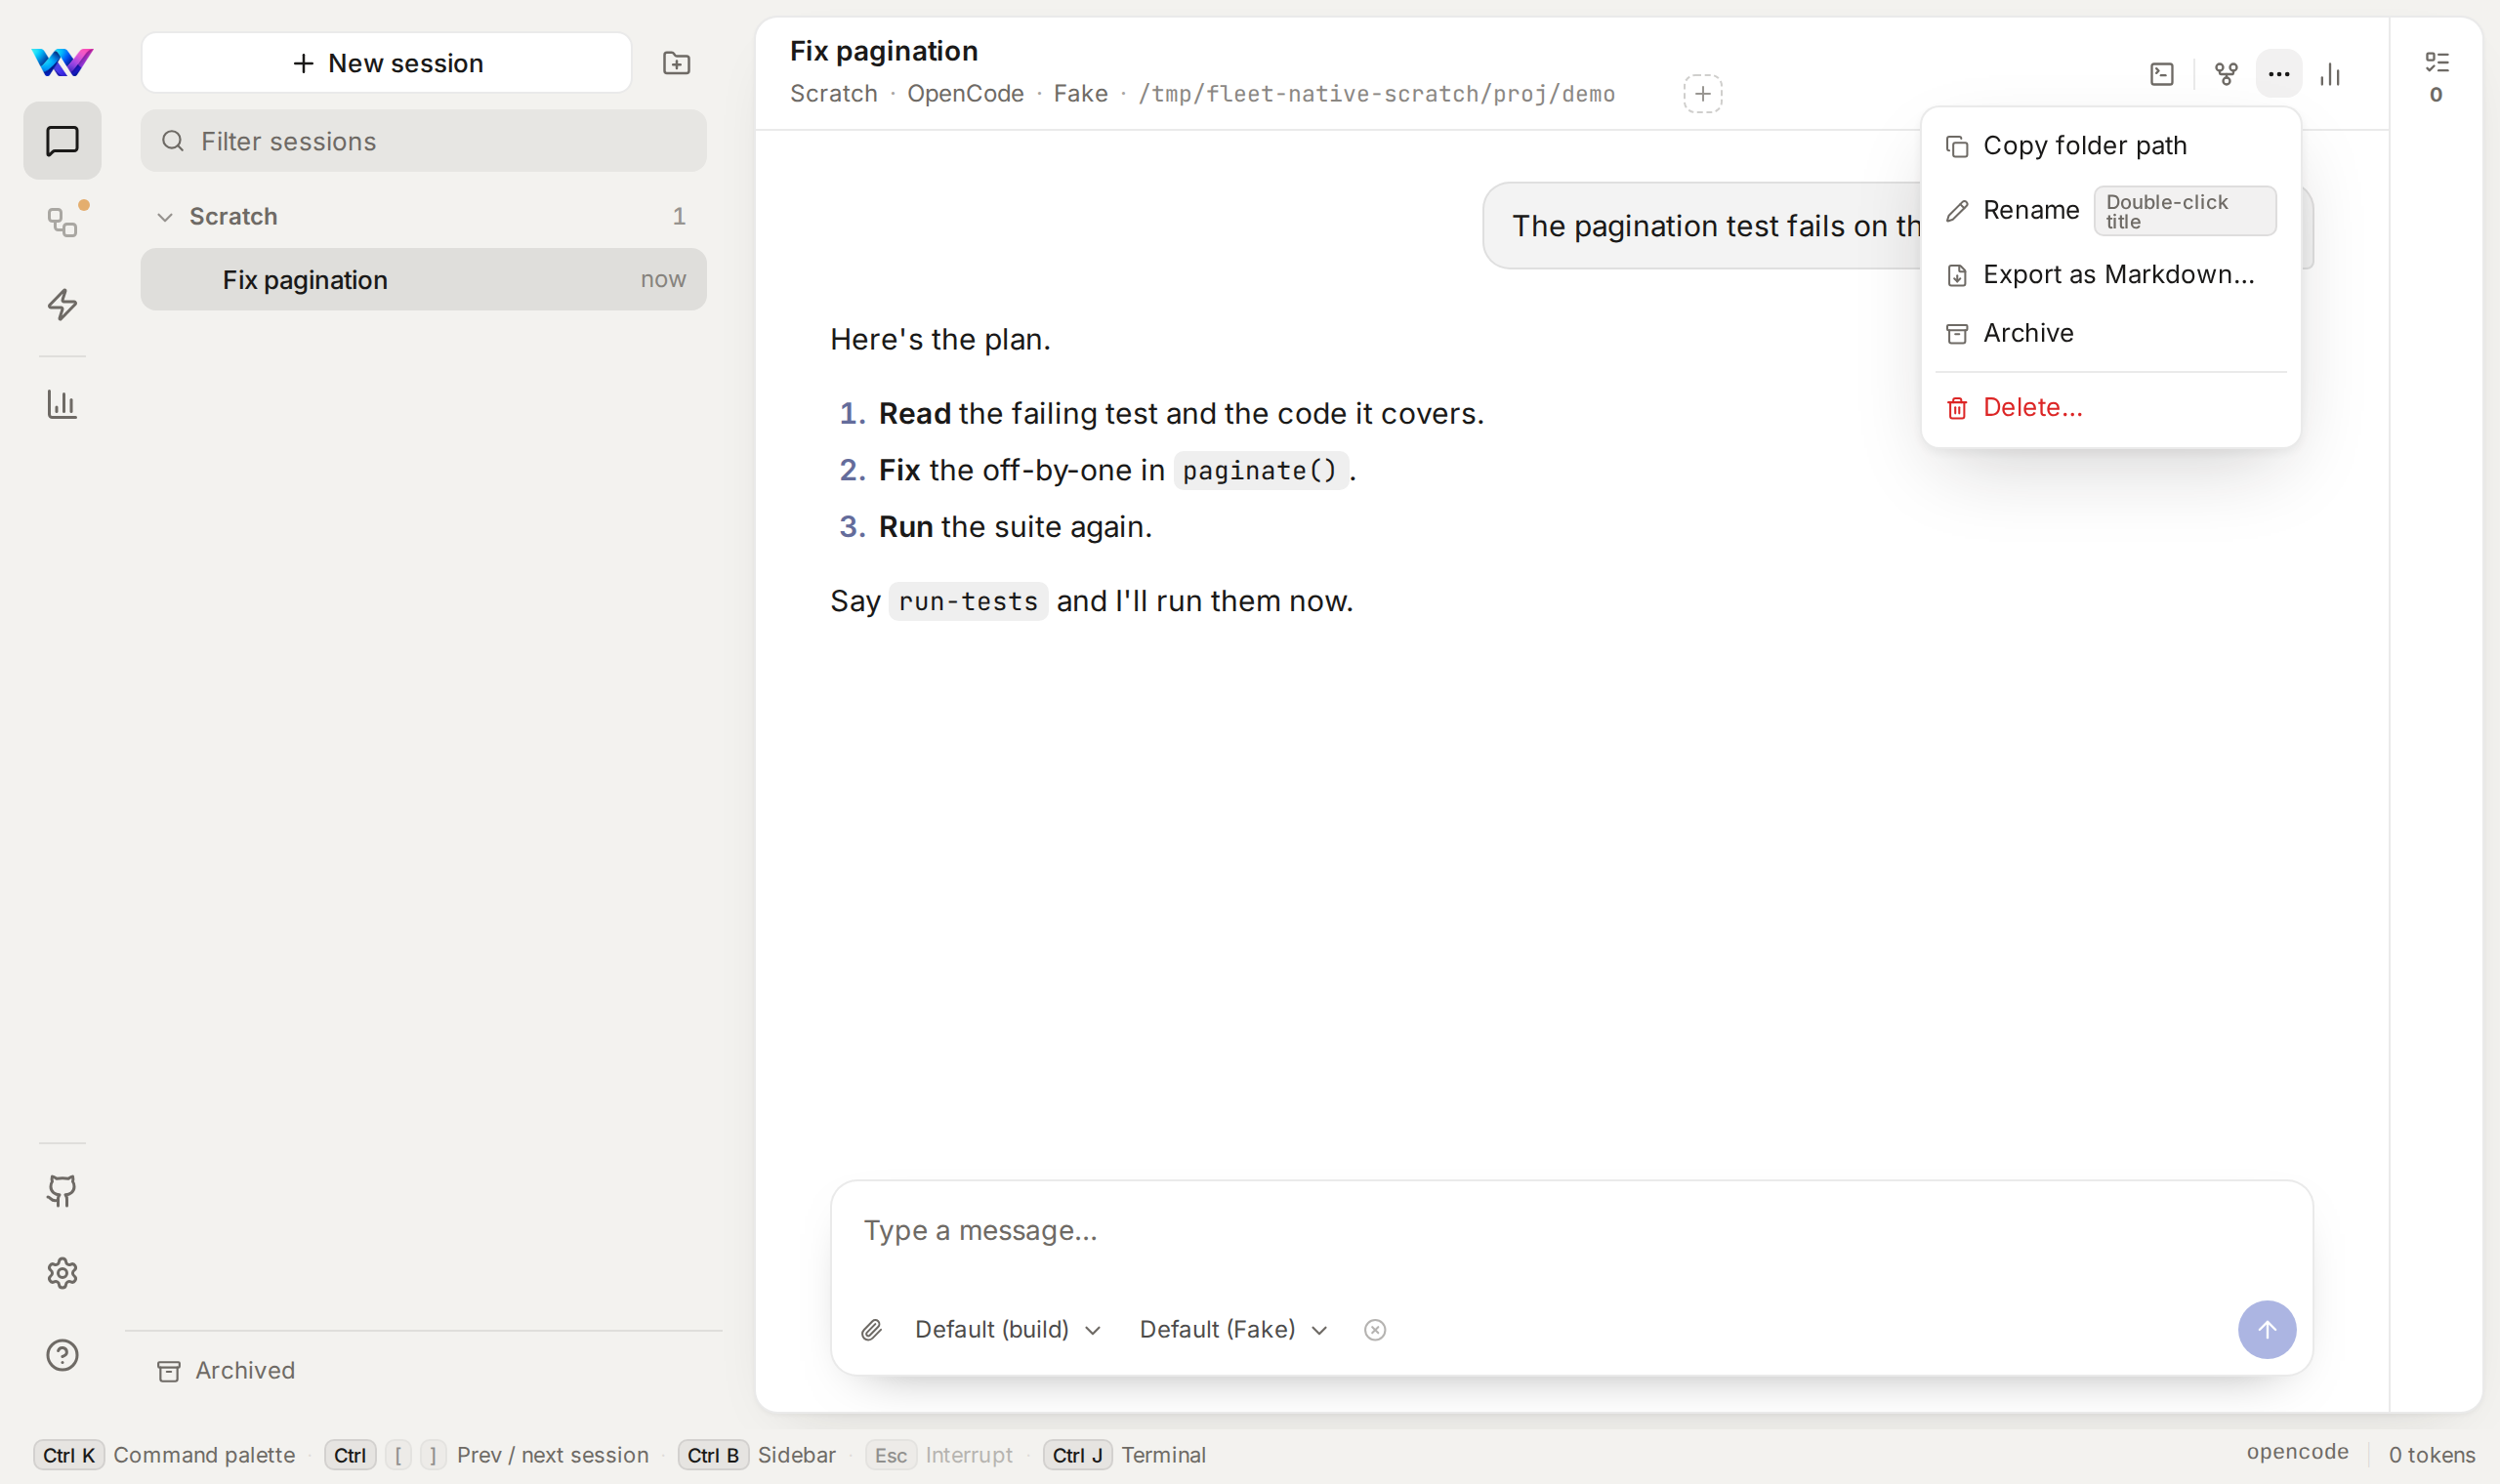 New session
Filter sessions
Scratch 1
Fix pagination now
Archived
Fix pagination
Scratch · OpenCode · Fake · /tmp/fleet-native-scratch/proj/demo
0
Copy folder path
Rename Double-click title
Export as Markdown...
Archive
Delete...
The pagination test fails on th
Here's the plan.
1. Read the failing test and the code it covers.
2. Fix the off-by-one in paginate().
3. Run the suite again.
Say run-tests and I'll run them now.
Type a message...
Default (build) Default (Fake)
Ctrl K Command palette · Ctrl [ ] Prev / next session · Ctrl B Sidebar · Esc Interrupt · Ctrl J Terminal
opencode 0 tokens